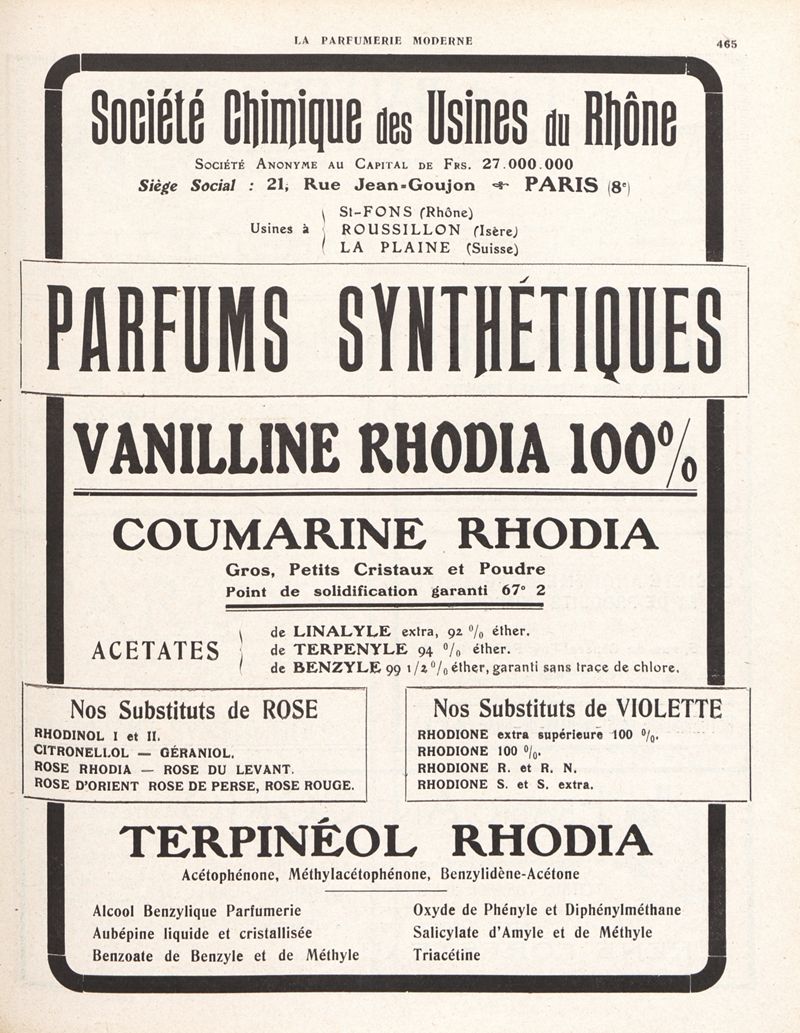 LA PARFUMERIE MODERNE
465
Société Chimique des Usines du Rhône
SOCIÉTÉ ANONYME AU CAPITAL DE FRS. 27.000.000
Siège Social : 21, Rue Jean-Goujon PARIS (8e)
Usines à
St-FONS (Rhône)
ROUSSILLON (Isère)
LA PLAINE (Suisse)
PARFUMS SYNTHÉTIQUES
VANILLINE RHODIA 100%
COUMARINE RHODIA
Gros, Petits Cristaux et Poudre
Point de solidification garanti 67° 2
ACETATES
de LINALYLE extra, 92 % éther.
de TERPENYLE 94 % éther.
de BENZYLE 99 1/2 % éther, garanti sans trace de chlore.
Nos Substituts de ROSE
RHODINOL I et II.
CITRONELLOL — GÉRANIOL.
ROSE RHODIA — ROSE DU LEVANT.
ROSE D'ORIENT ROSE DE PERSE, ROSE ROUGE.
Nos Substituts de VIOLETTE
RHODIONE extra supérieure 100 %.
RHODIONE 100 %.
RHODIONE R. et R. N.
RHODIONE S. et S. extra.
TERPINÉOL RHODIA
Acétophénone, Méthylacétophénone, Benzylidène-Acétone
Alcool Benzylique Parfumerie
Aubépine liquide et cristallisée
Benzoate de Benzyle et de Méthyle
Oxyde de Phényle et Diphénylméthane
Salicylate d'Amyle et de Méthyle
Triacétine